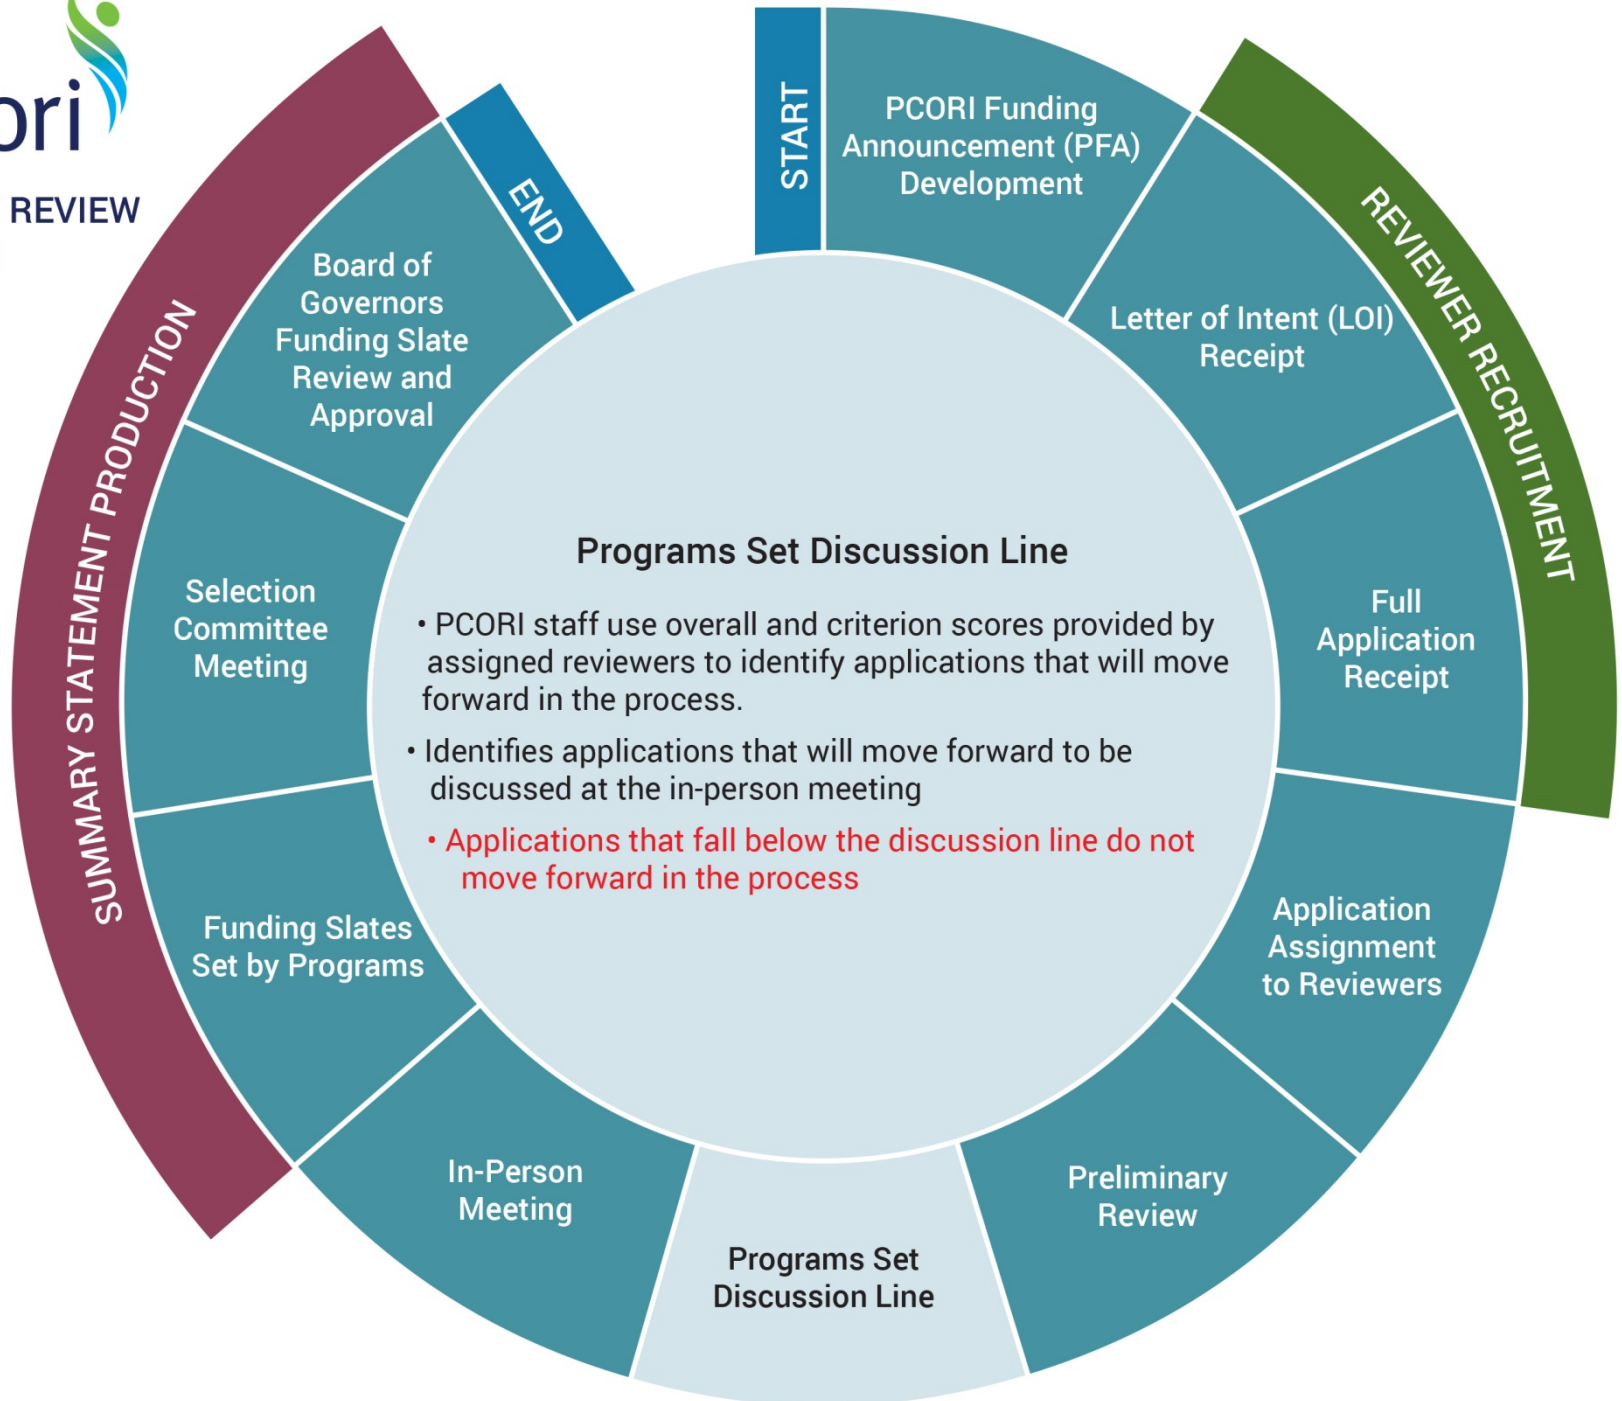 ori
REVIEW
START
PCORI Funding
Announcement (PFA)
Development
Letter of Intent (LOI)
Receipt
REVIEWER RECRUITMENT
Full
Application
Receipt
Application
Assignment
to Reviewers
Preliminary
Review
Programs Set
Discussion Line
In-Person
Meeting
Funding Slates
Set by Programs
Selection
Committee
Meeting
Board of
Governors
Funding Slate
Review and
Approval
SUMMARY STATEMENT PRODUCTION
END
Programs Set Discussion Line
• PCORI staff use overall and criterion scores provided by
assigned reviewers to identify applications that will move
forward in the process.
• Identifies applications that will move forward to be
discussed at the in-person meeting
• Applications that fall below the discussion line do not
move forward in the process